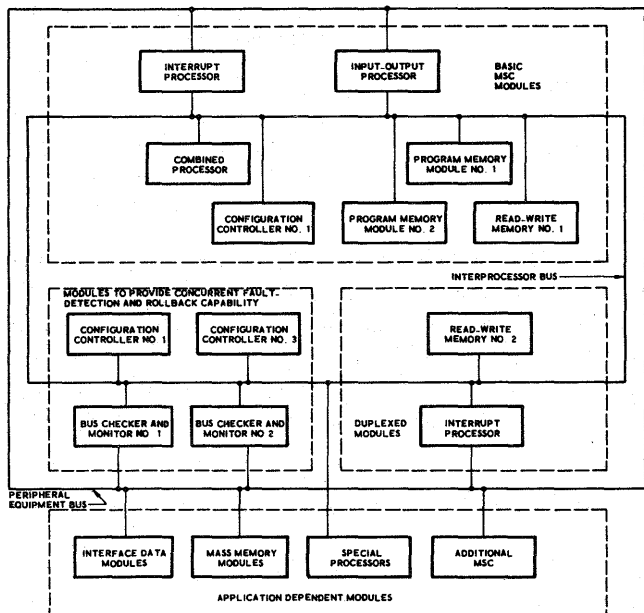 INTERRUPT
PROCESSOR
INPUT-OUTPUT
PROCESSOR
BASIC
MSC
MODULES
COMBINED
PROCESSOR
PROGRAM MEMORY
MODULE NO. 1
CONFIGURATION
CONTROLLER NO. 1
PROGRAM MEMORY
MODULE NO. 2
READ-WRITE
MEMORY NO. 1
INTERPROCESSOR BUS
MODULES TO PROVIDE CONCURRENT FAULT-
DETECTION AND ROLLBACK CAPABILITY
CONFIGURATION
CONTROLLER NO. 1
CONFIGURATION
CONTROLLER NO. 3
READ-WRITE
MEMORY NO. 2
BUS CHECKER AND
MONITOR NO. 1
BUS CHECKER AND
MONITOR NO 2
DUPLEXED
MODULES
INTERRUPT
PROCESSOR
PERIPHERAL
EQUIPMENT BUS
INTERFACE DATA
MODULES
MASS MEMORY
MODULES
SPECIAL
PROCESSORS
ADDITIONAL
MSC
APPLICATION DEPENDENT MODULES